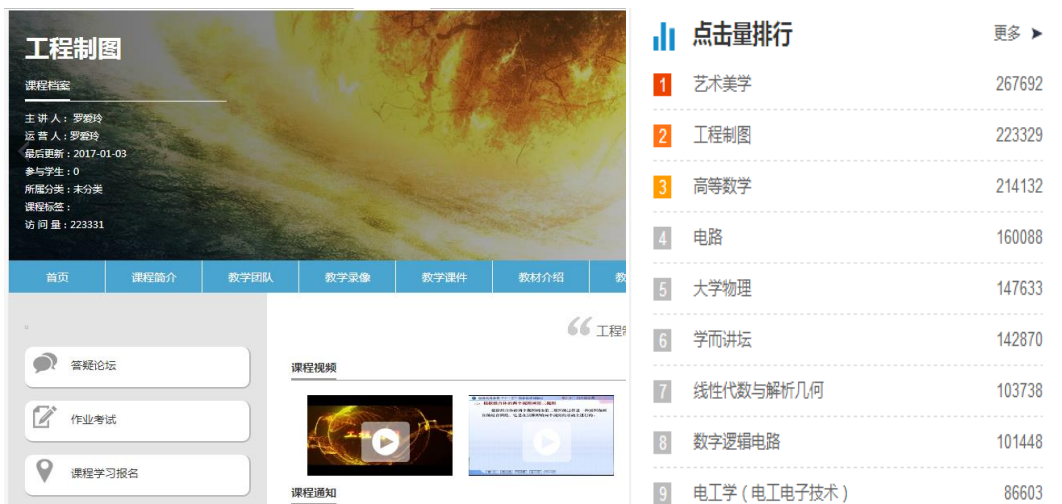 工程制图
课程档案
主 讲 人： 罗爱玲
运 营 人：罗爱玲
最后更新：2017-01-03
参与学生：0
所属分类：未分类
课程标签：
访 问 量：223331
首页 课程简介 教学团队 教学录像 教学课件 教材介绍 教
答疑论坛
作业考试
课程学习报名
“ 工程制
课程视频
课程通知
点击量排行 更多
1 艺术美学 267692
2 工程制图 223329
3 高等数学 214132
4 电路 160088
5 大学物理 147633
6 学而讲坛 142870
7 线性代数与解析几何 103738
8 数字逻辑电路 101448
9 电工学（电工电子技术） 86603